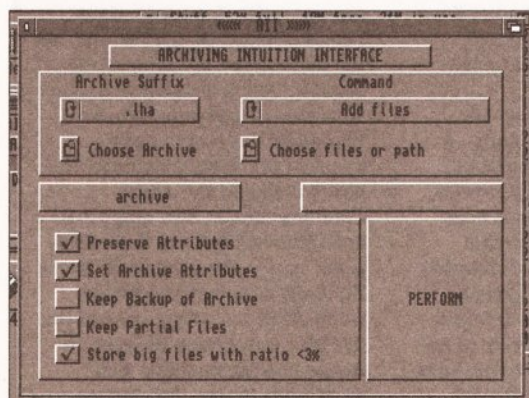 AII
ARCHIVING INTUITION INTERFACE
Archive Suffix
Command
.lha
Add files
Choose Archive
Choose files or path
archive
Preserve Attributes
Set Archive Attributes
Keep Backup of Archive
Keep Partial Files
PERFORM
Store big files with ratio <3%